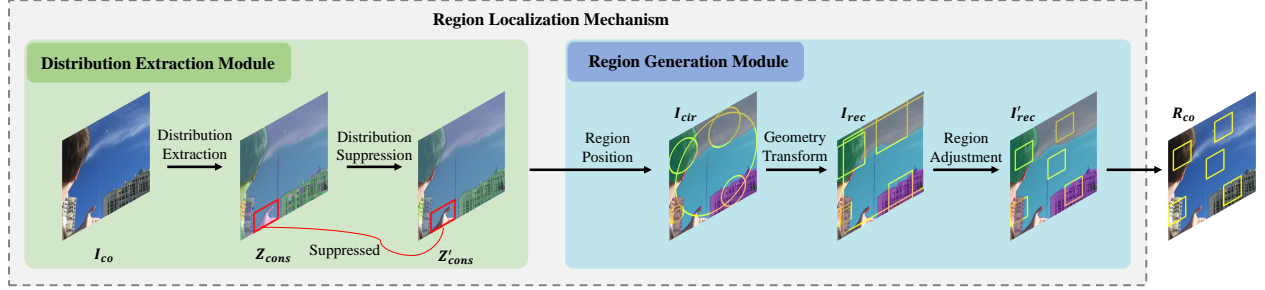 Region Localization Mechanism
Distribution Extraction Module
Region Generation Module
Distribution
Extraction
Distribution
Suppression
Region
Position
I_cir
Geometry
Transform
I_rec
Region
Adjustment
I'_rec
R_co
I_co
Z_cons
Suppressed
Z'_cons